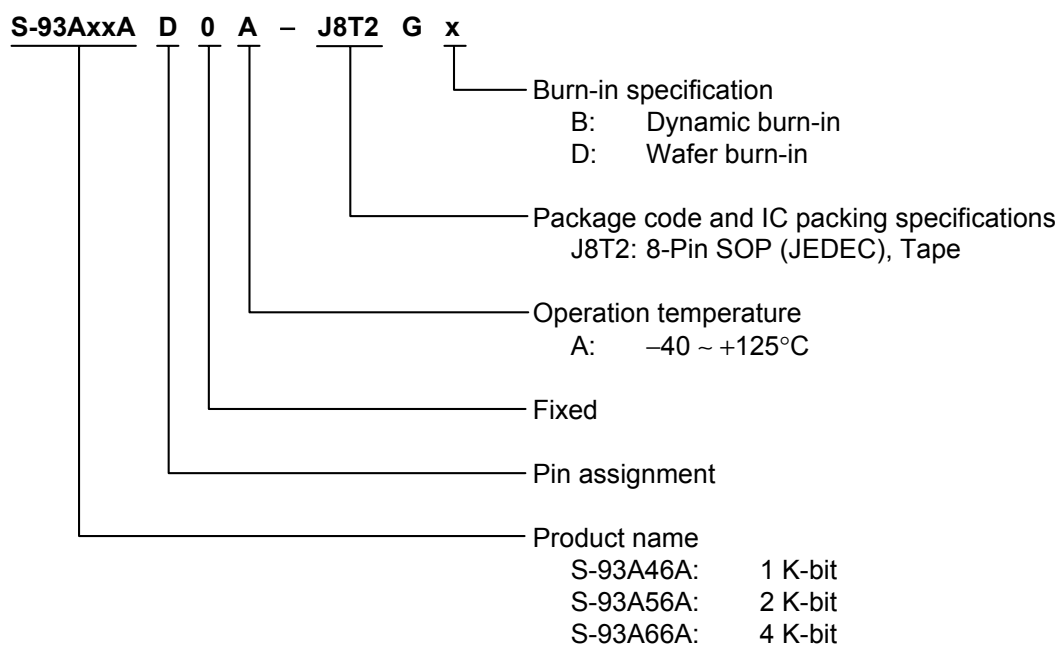 S-93AxxA D 0 A – J8T2 G x
Burn-in specification
B: Dynamic burn-in
D: Wafer burn-in
Package code and IC packing specifications
J8T2: 8-Pin SOP (JEDEC), Tape
Operation temperature
A: −40 ~ +125°C
Fixed
Pin assignment
Product name
S-93A46A: 1 K-bit
S-93A56A: 2 K-bit
S-93A66A: 4 K-bit